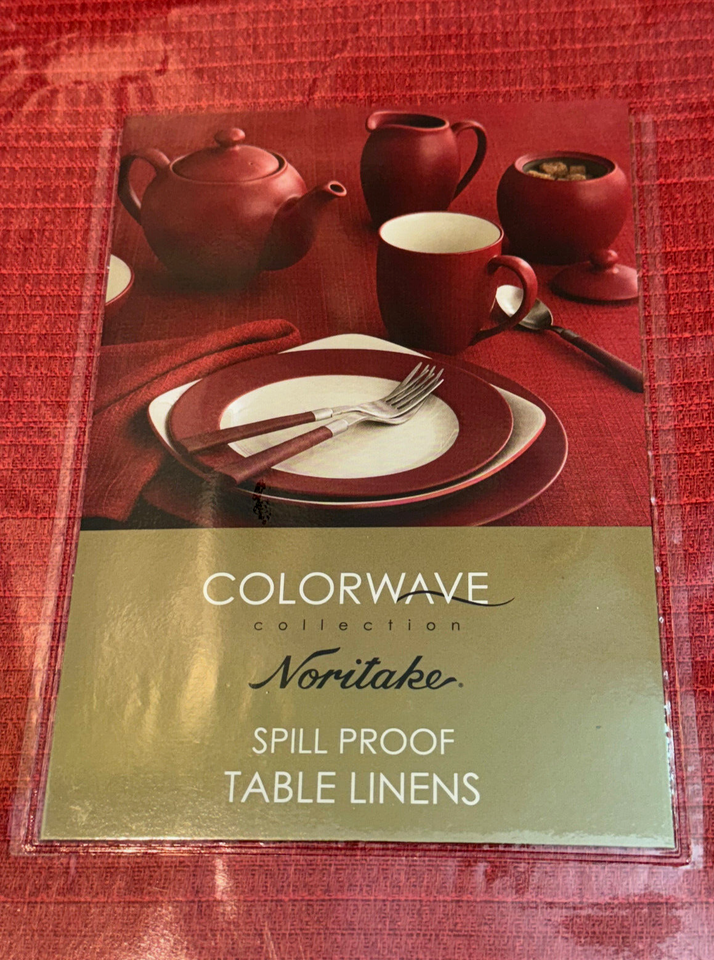 COLORWAVE
collection
Noritake
SPILL PROOF
TABLE LINENS